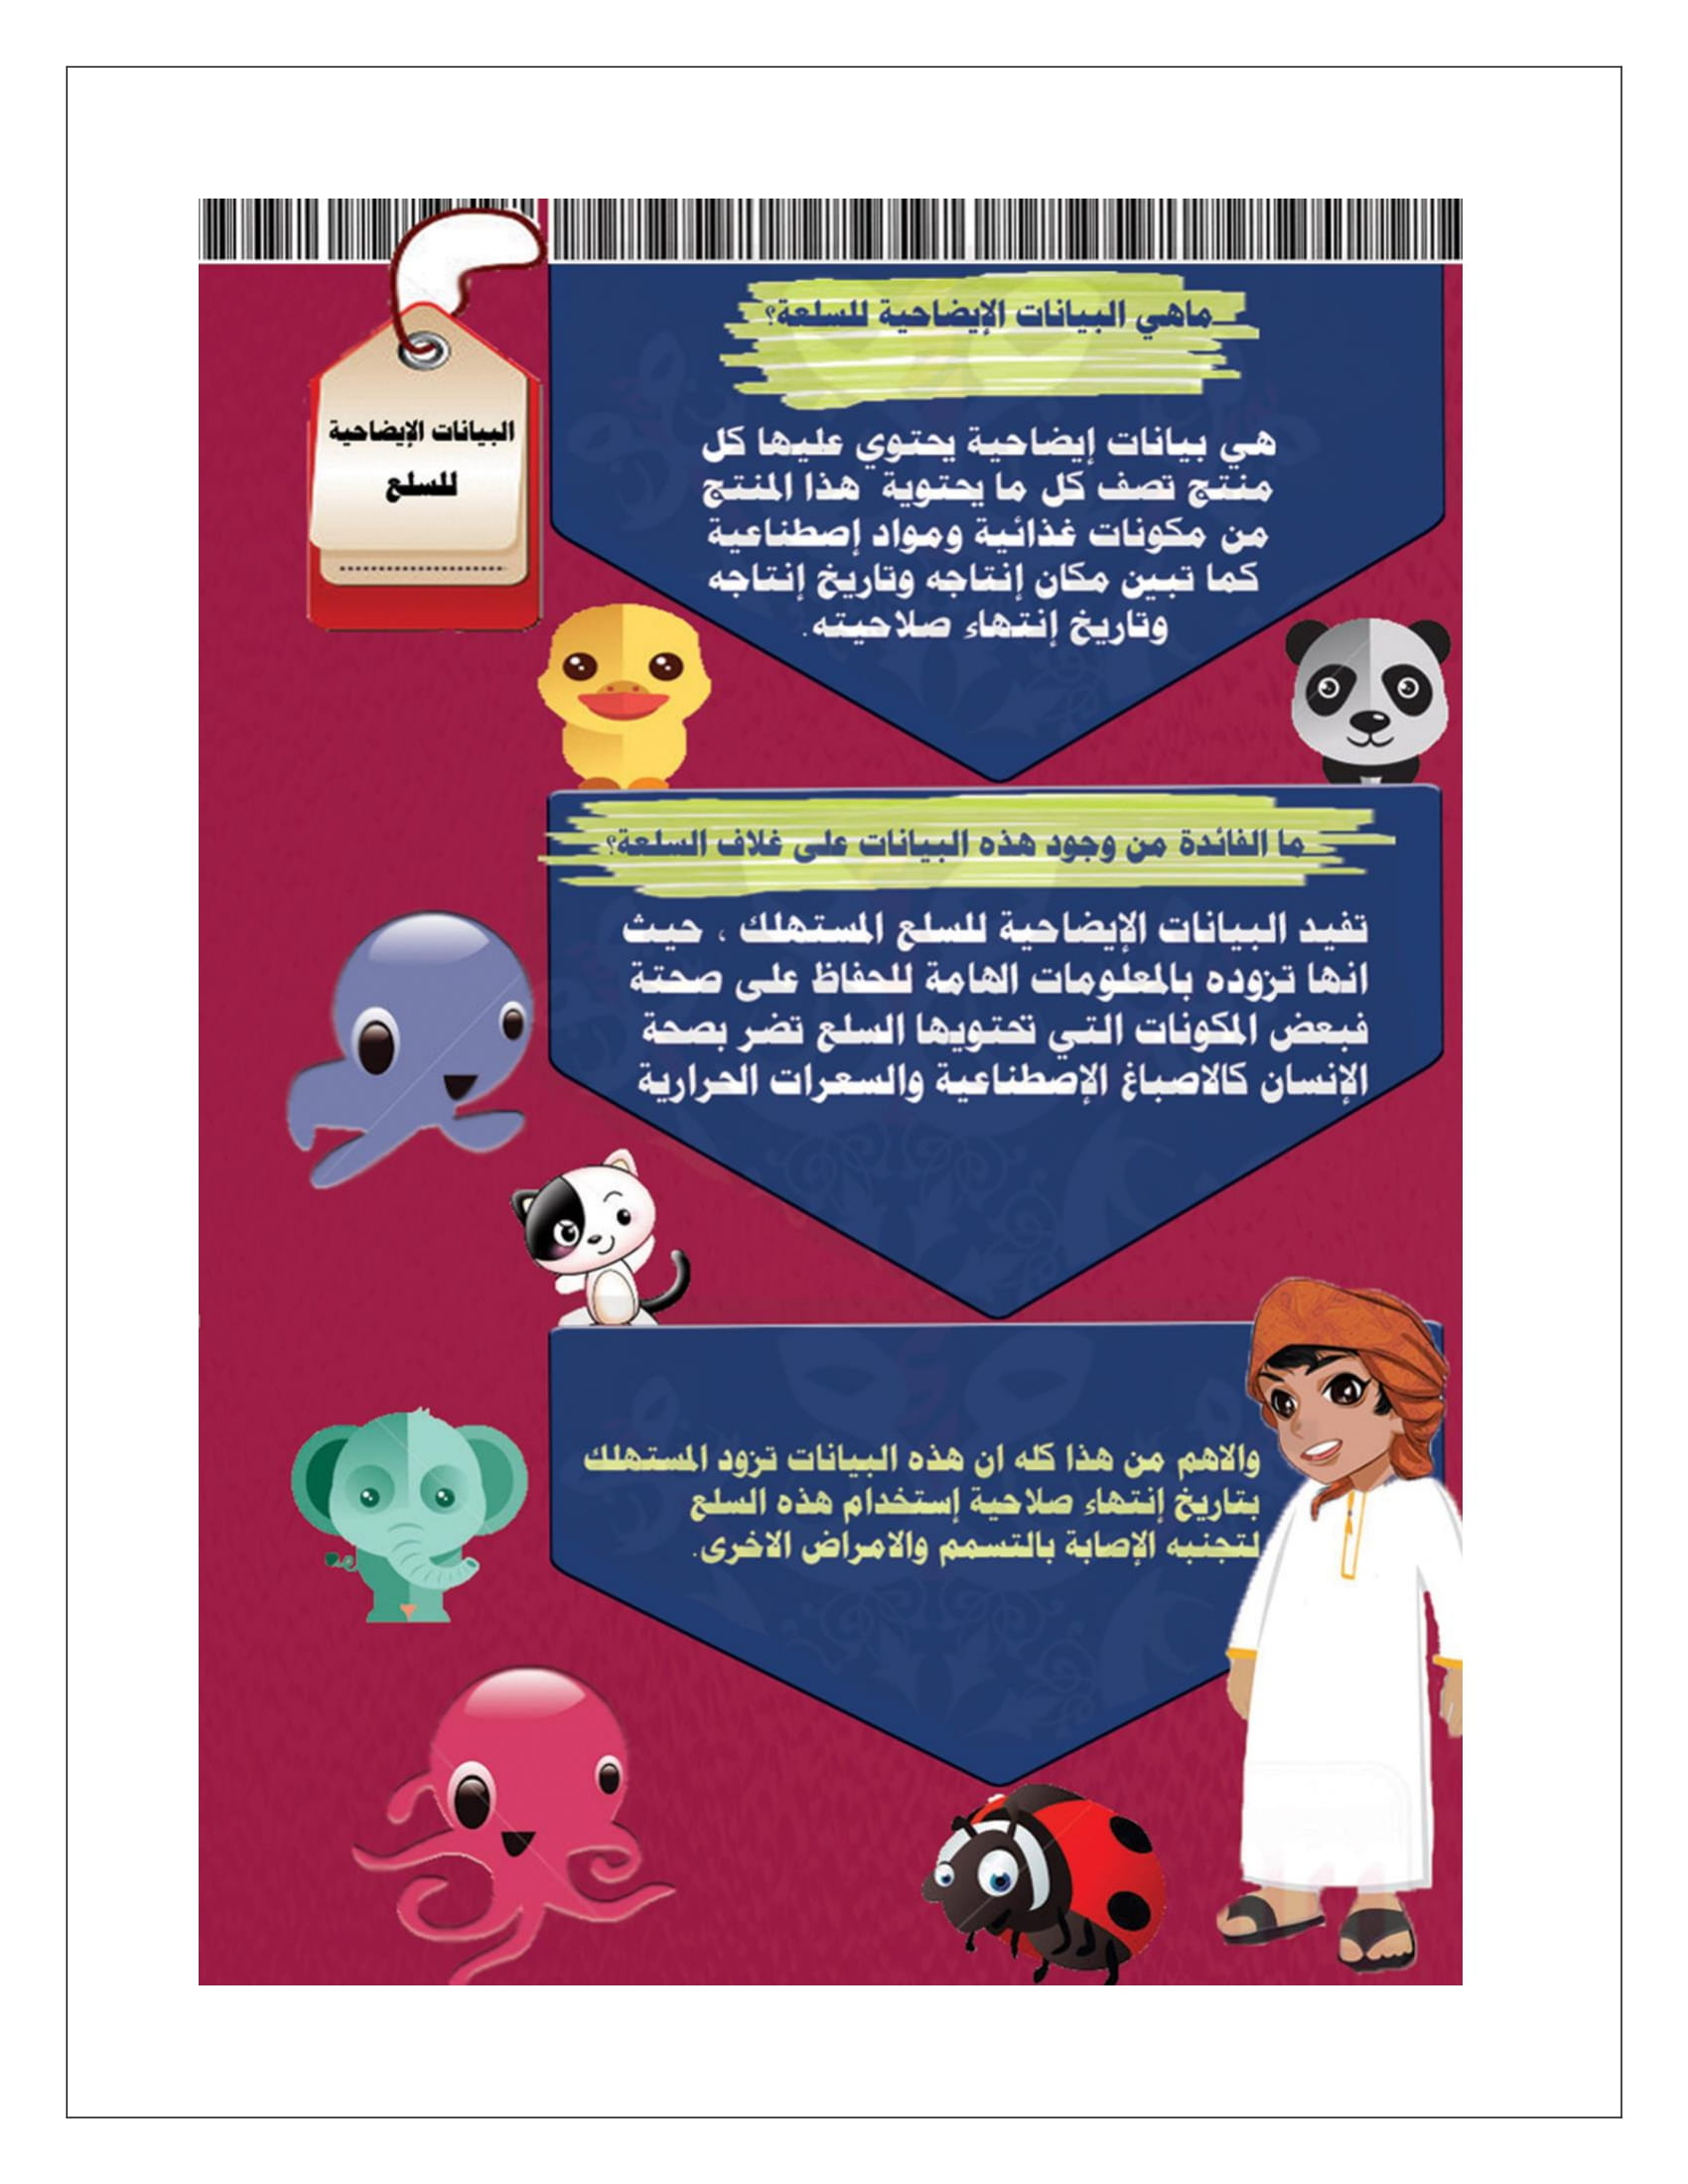 البيانات الإيضاحية
للسلع
ماهي البيانات الإيضاحية للسلعة؟
هي بيانات إيضاحية يحتوي عليها كل
منتج تصف كل ما يحتوية هذا المنتج
من مكونات غذائية ومواد إصطناعية
كما تبين مكان إنتاجه وتاريخ إنتاجه
وتاريخ إنتهاء صلاحيته.
ما الفائدة من وجود هذه البيانات على غلاف السلعة؟
تفيد البيانات الإيضاحية للسلع المستهلك ، حيث
انها تزوده بالمعلومات الهامة للحفاظ على صحتة
فبعض المكونات التي تحتويها السلع تضر بصحة
الإنسان كالاصباغ الإصطناعية والسعرات الحرارية
والاهم من هذا كله ان هذه البيانات تزود المستهلك
بتاريخ إنتهاء صلاحية إستخدام هذه السلع
لتجنبه الإصابة بالتسمم والامراض الاخرى.